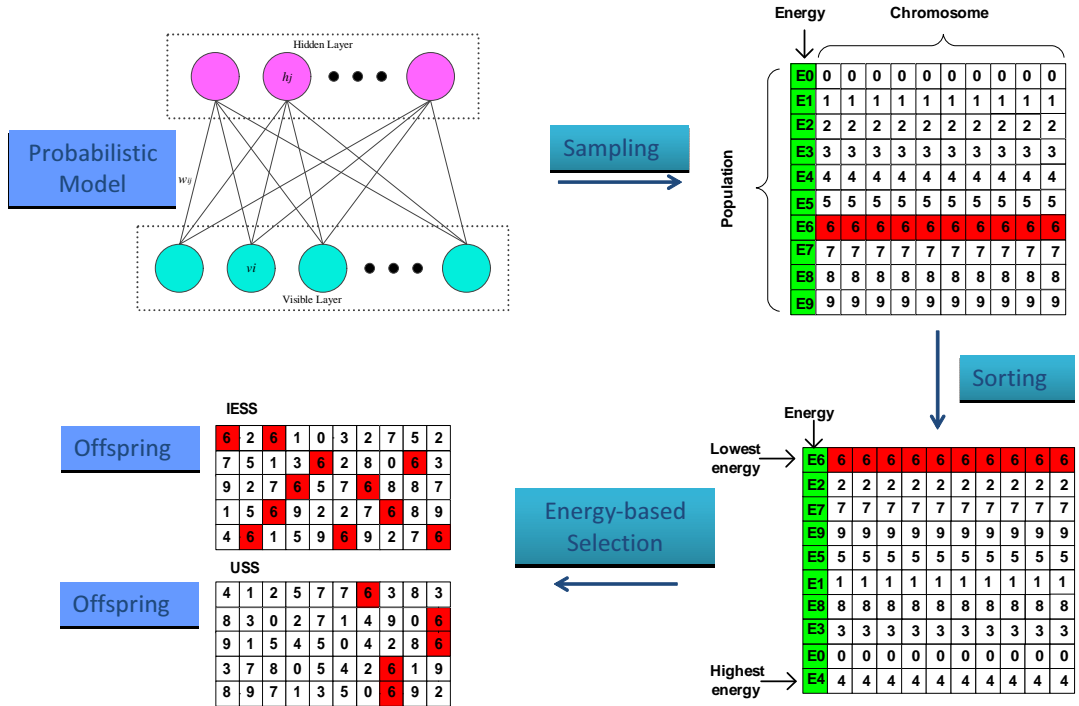 Hidden Layer
hj
Probabilistic
Model
wij
vi
Visible Layer
Sampling
Energy
Chromosome
Population
E0 0 0 0 0 0 0 0 0 0 0
E1 1 1 1 1 1 1 1 1 1 1
E2 2 2 2 2 2 2 2 2 2 2
E3 3 3 3 3 3 3 3 3 3 3
E4 4 4 4 4 4 4 4 4 4 4
E5 5 5 5 5 5 5 5 5 5 5
E6 6 6 6 6 6 6 6 6 6 6
E7 7 7 7 7 7 7 7 7 7 7
E8 8 8 8 8 8 8 8 8 8 8
E9 9 9 9 9 9 9 9 9 9 9
Sorting
Energy
Lowest
energy
E6 6 6 6 6 6 6 6 6 6 6
E2 2 2 2 2 2 2 2 2 2 2
E7 7 7 7 7 7 7 7 7 7 7
E9 9 9 9 9 9 9 9 9 9 9
E5 5 5 5 5 5 5 5 5 5 5
E1 1 1 1 1 1 1 1 1 1 1
E8 8 8 8 8 8 8 8 8 8 8
E3 3 3 3 3 3 3 3 3 3 3
E0 0 0 0 0 0 0 0 0 0 0
E4 4 4 4 4 4 4 4 4 4 4
Highest
energy
Energy-based
Selection
IESS
Offspring
6 2 6 1 0 3 2 7 5 2
7 5 1 3 6 2 8 0 6 3
9 2 7 6 5 7 6 8 8 7
1 5 6 9 2 2 7 6 8 9
4 6 1 5 9 6 9 2 7 6
USS
Offspring
4 1 2 5 7 7 6 3 8 3
8 3 0 2 7 1 4 9 0 6
9 1 5 4 5 0 4 2 8 6
3 7 8 0 5 4 2 6 1 9
8 9 7 1 3 5 0 6 9 2